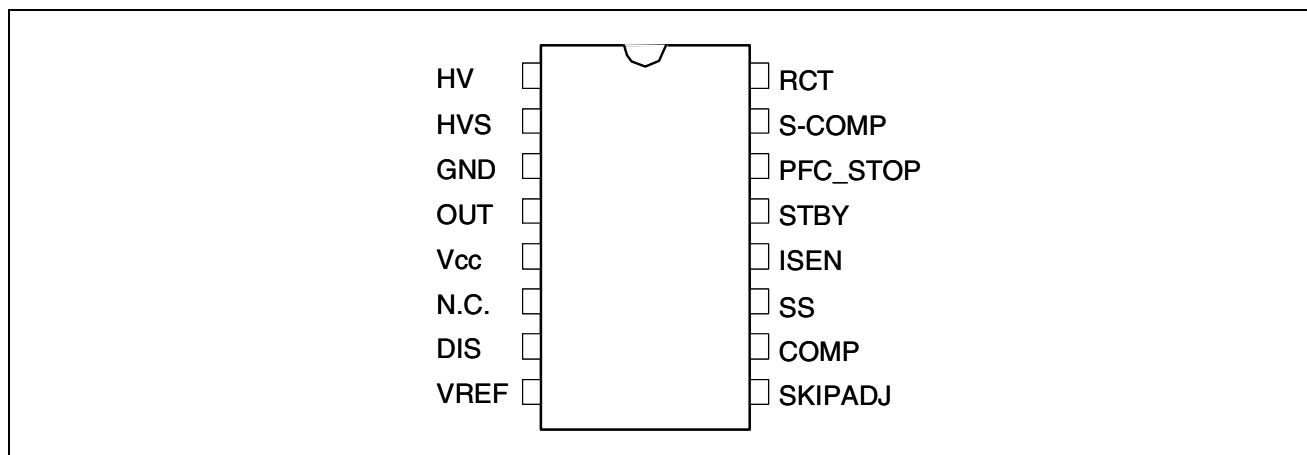 HV
HVS
GND
OUT
Vcc
N.C.
DIS
VREF
RCT
S-COMP
PFC_STOP
STBY
ISEN
SS
COMP
SKIPADJ